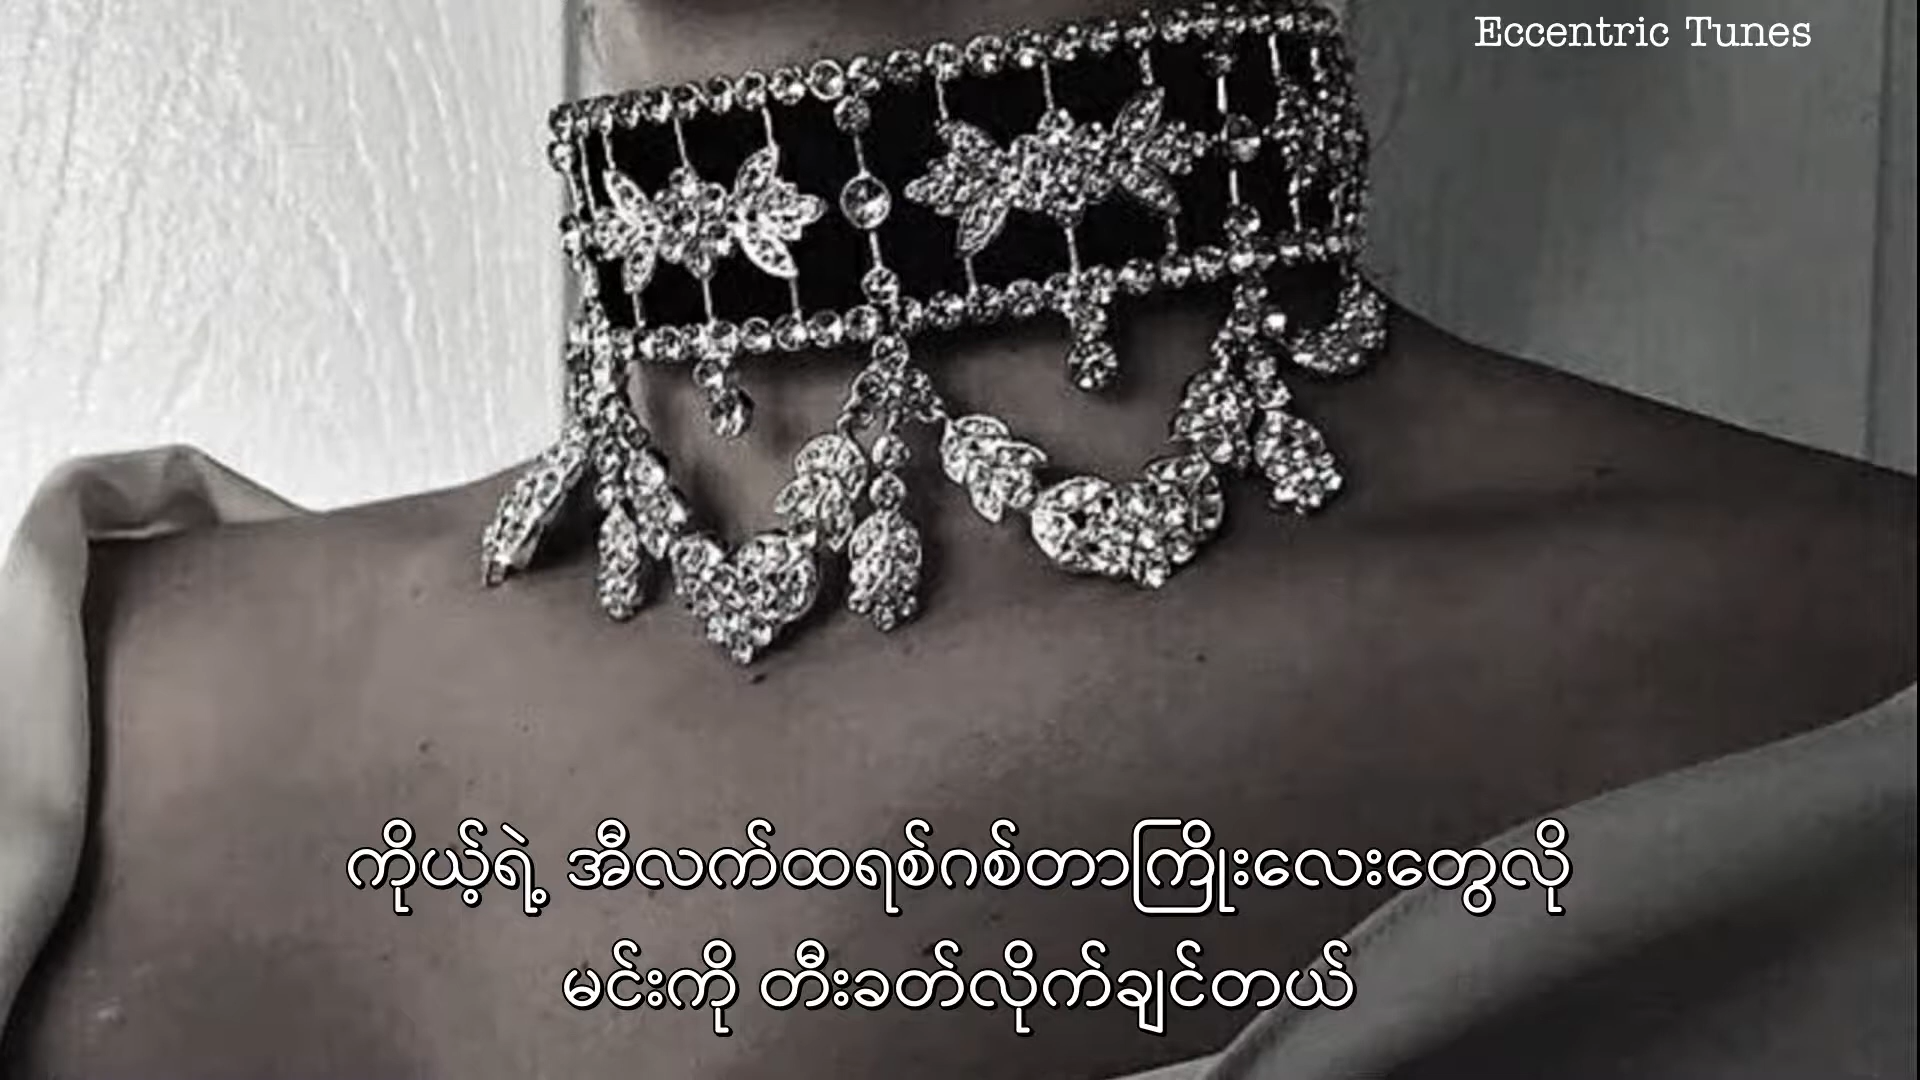 Eccentric Tunes
ကိုယ့်ရဲ့ အီလက်ထရစ်ဂစ်တာကြိုးလေးတွေလို
မင်းကို တီးခတ်လိုက်ချင်တယ်